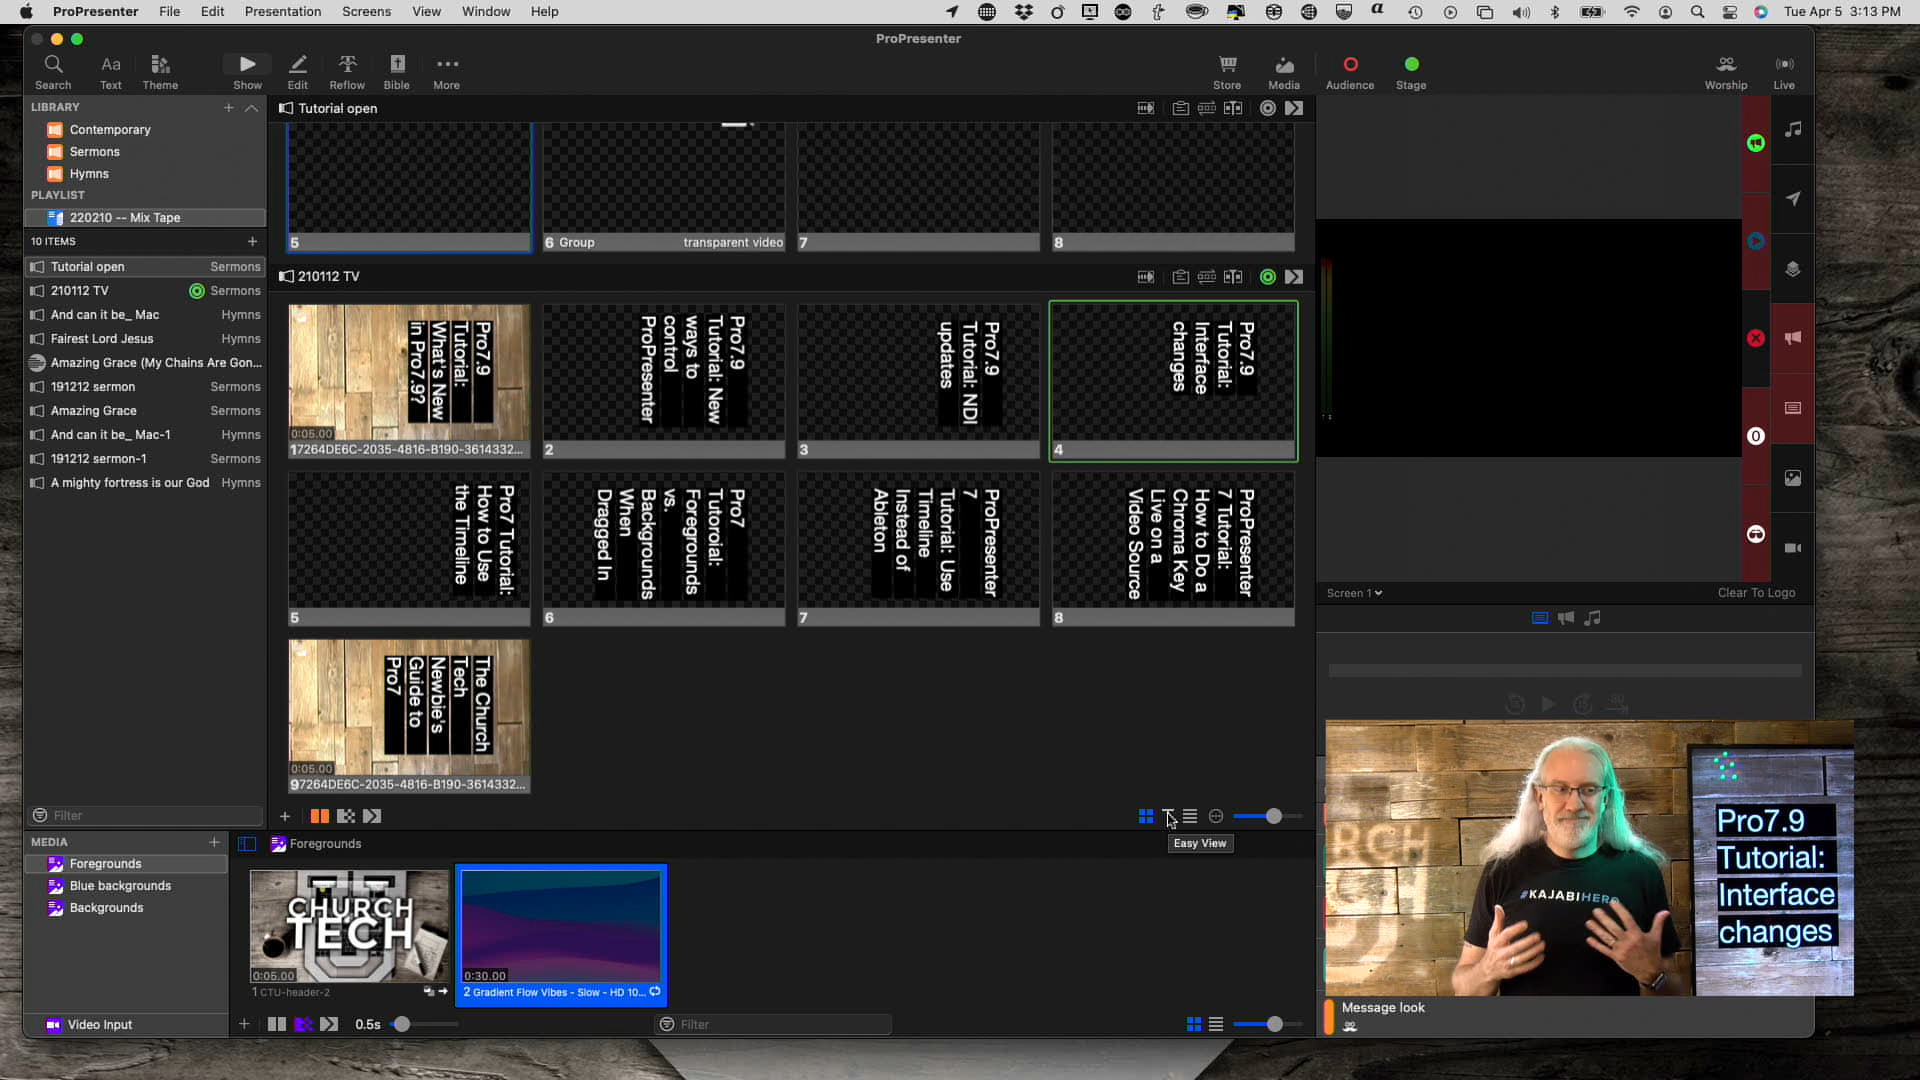 ProPresenter File Edit Presentation Screens View Window Help
Tue Apr 5 3:13 PM
ProPresenter
Search Text Theme Show Edit Reflow Bible More
Store Media Audience Stage Worship Live
LIBRARY
Contemporary
Sermons
Hymns
PLAYLIST
220210 -- Mix Tape
10 ITEMS
Tutorial open Sermons
210112 TV Sermons
And can it be_ Mac Hymns
Fairest Lord Jesus Hymns
Amazing Grace (My Chains Are Gon...
191212 sermon Sermons
Amazing Grace Sermons
And can it be_ Mac-1 Hymns
191212 sermon-1 Sermons
A mighty fortress is our God Hymns
Filter
Tutorial open
5
6 Group transparent video
7
8
210112 TV
Pro7.9
Tutorial:
What's New
in Pro7.9?
0:05.00
17264DE6C-2035-4816-B190-3614332...
Pro7.9
Tutorial: New
ways to
control
ProPresenter
2
Pro7.9
Tutorial: NDI
updates
3
Pro7.9
Tutorial:
Interface
changes
4
Pro7 Tutorial:
How to Use
the Timeline
5
Pro7
Tutoroial:
Foregrounds
vs.
Backgrounds
When
Dragged In
6
ProPresenter
7
Tutorial: Use
Timeline
Instead of
Ableton
7
ProPresenter
7 Tutorial:
How to Do a
Chroma Key
Live on a
Video Source
8
The Church
Tech
Newbie's
Guide to
Pro7
0:05.00
97264DE6C-2035-4816-B190-3614332...
Easy View
MEDIA
Foregrounds
Blue backgrounds
Backgrounds
Video Input
Foregrounds
CHURCH
TECH
0:05.00
1 CTU-header-2
0:30.00
2 Gradient Flow Vibes - Slow - HD 10...
0.5s
Filter
Screen 1
Clear To Logo
#KAJABIHERO
Pro7.9
Tutorial:
Interface
changes
Message look